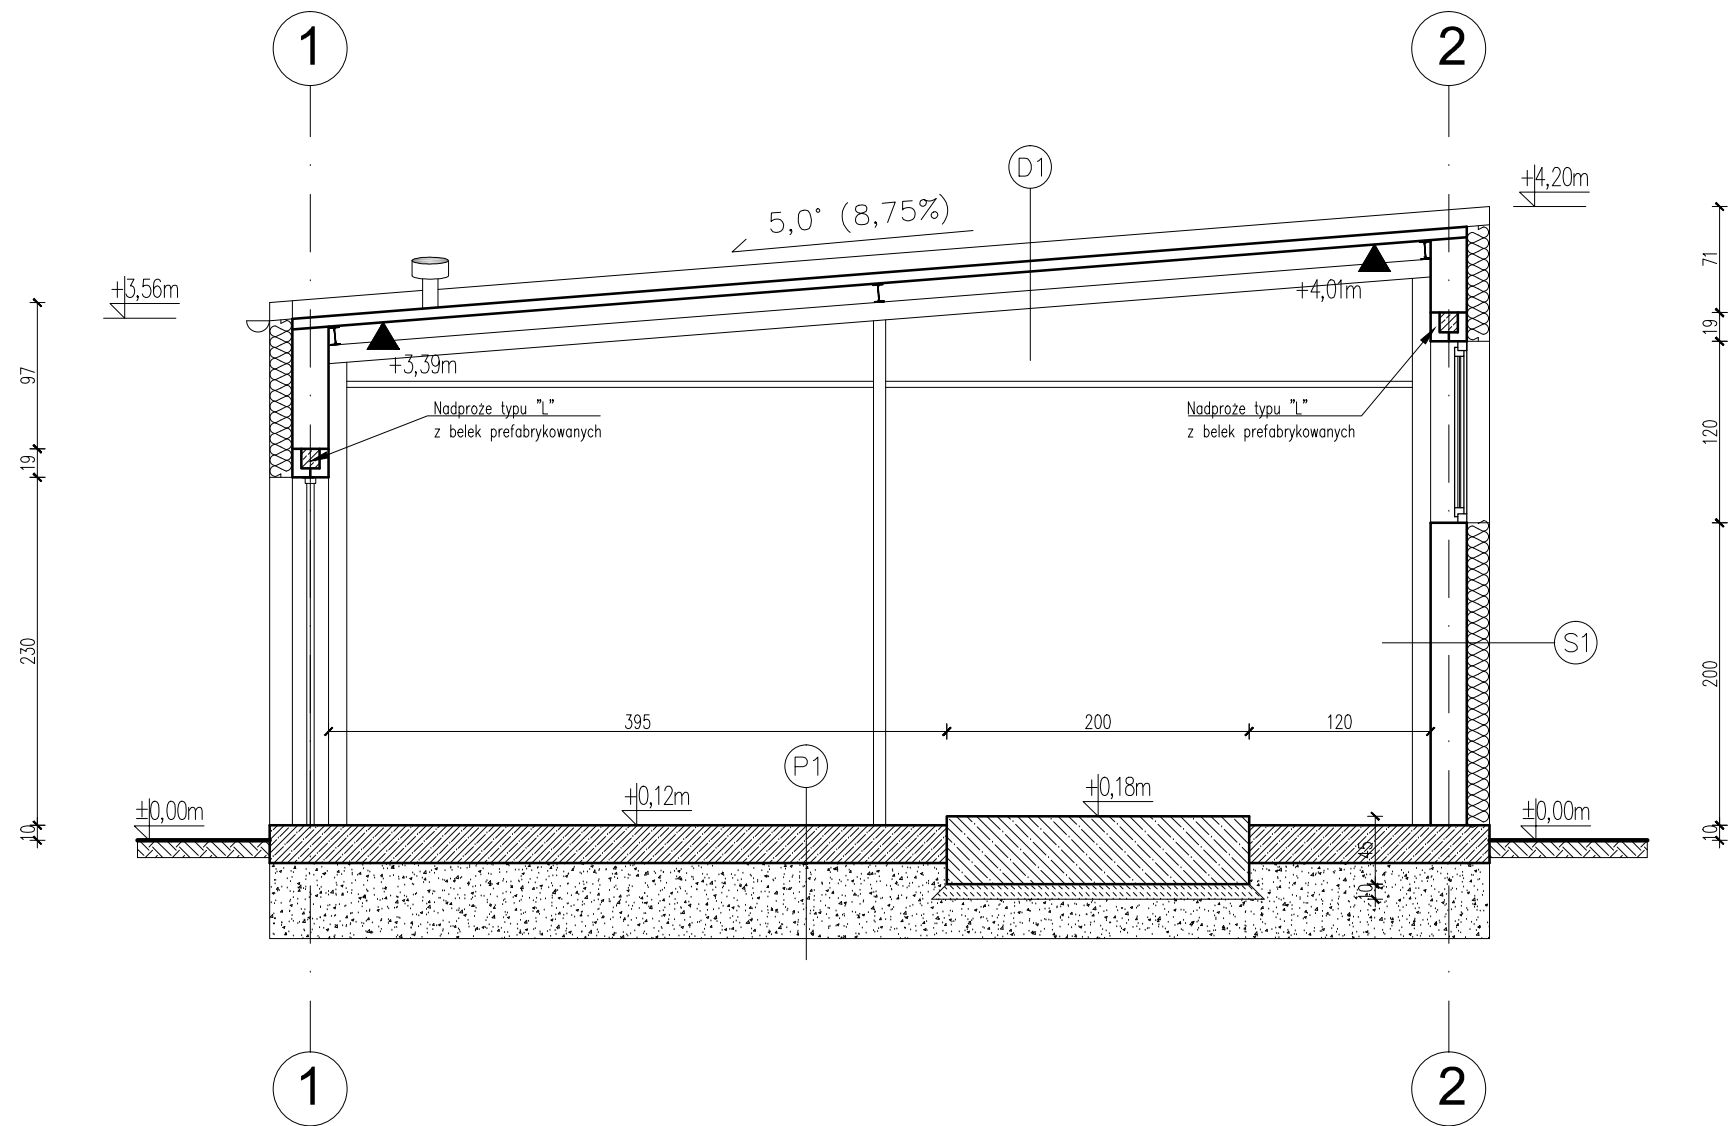 1
2
D1
+4,20m
5,0° (8,75%)
71
+3,56m
+4,01m
19
+3,39m
97
Nadproże typu "L"
z belek prefabrykowanych
Nadproże typu "L"
z belek prefabrykowanych
120
19
230
S1
200
395
200
120
P1
+0,12m
+0,18m
±0,00m
±0,00m
10
45
10
10
1
2